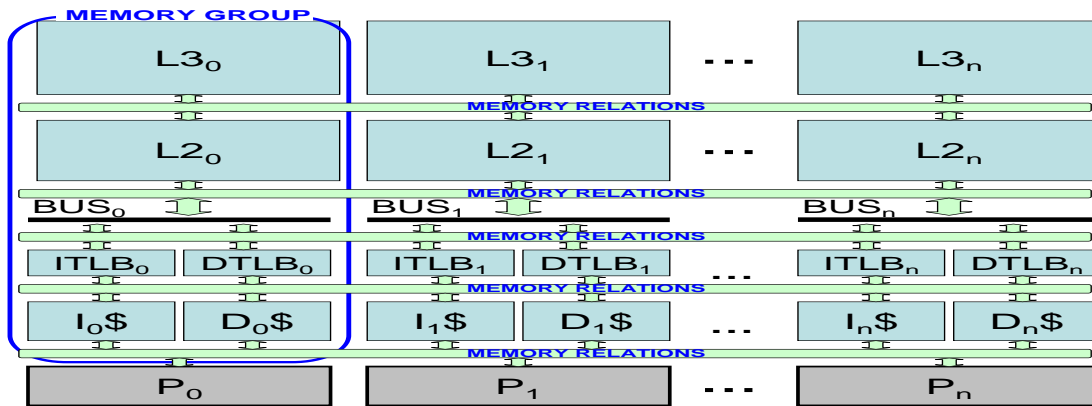 MEMORY GROUP
L3₀ L3₁ ... L3ₙ
MEMORY RELATIONS
L2₀ L2₁ ... L2ₙ
MEMORY RELATIONS
BUS₀ BUS₁ BUSₙ
MEMORY RELATIONS
ITLB₀ DTLB₀ ITLB₁ DTLB₁ ... ITLBₙ DTLBₙ
MEMORY RELATIONS
I₀$ D₀$ I₁$ D₁$ ... Iₙ$ Dₙ$
MEMORY RELATIONS
P₀ P₁ ... Pₙ